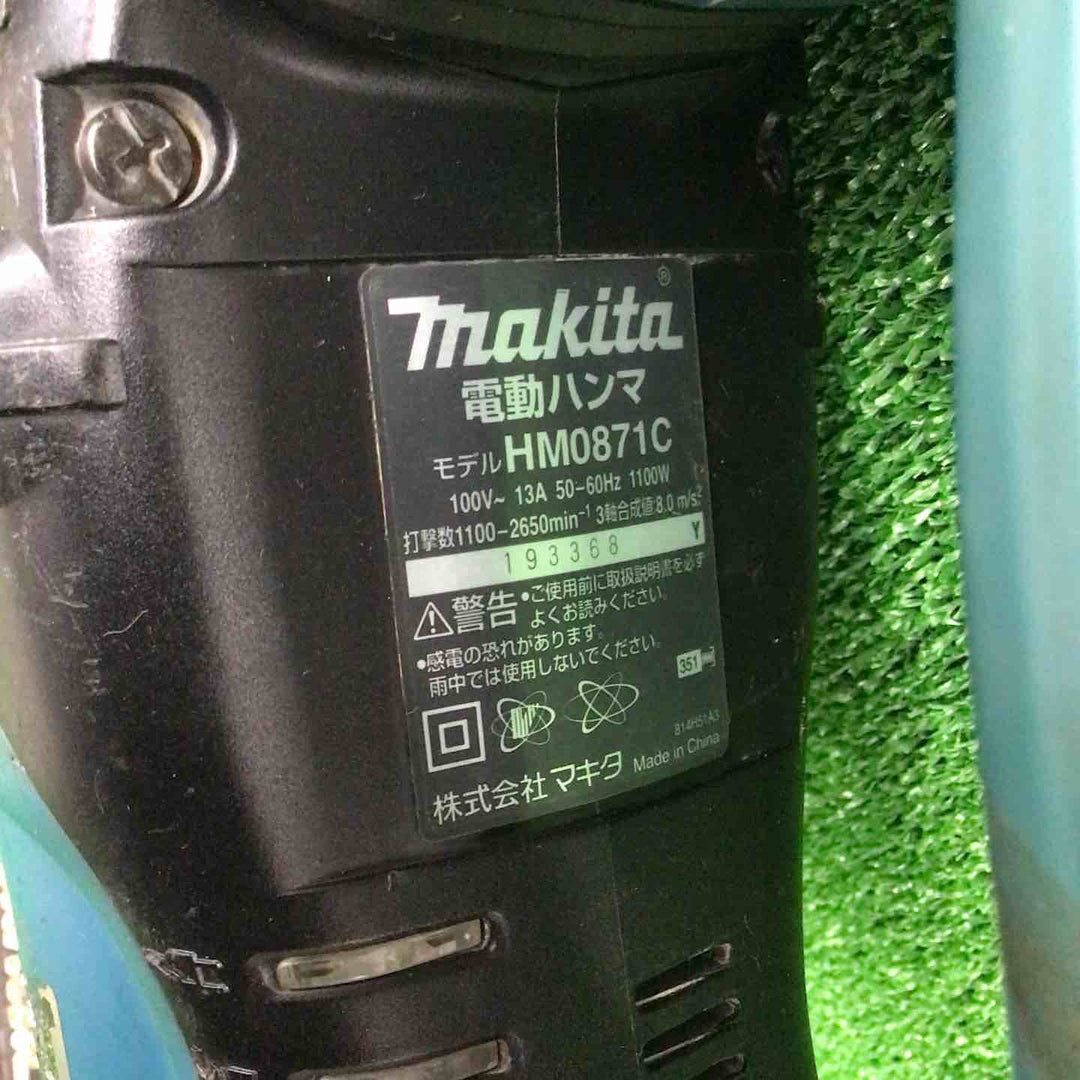 makita®
電動ハンマ
モデル HM0871C
100V~ 13A 50-60Hz 1100W
打撃数1100-2650min⁻¹ 3軸合成値:8.0 m/s²
193368 Y
⚠警告 •ご使用前に取扱説明書を必ず
よくお読みください。
•感電の恐れがあります。
雨中では使用しないでください。
351
814H51A3
株式会社 マキタ Made in China